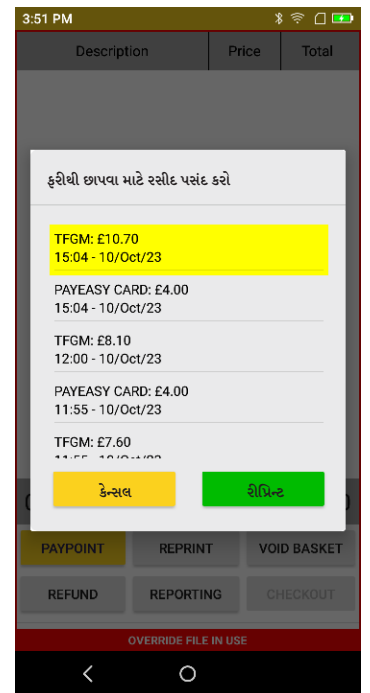 3:51 PM
Description Price Total
ફરીથી છાપવા માટે રસીદ પસંદ કરો
TFGM: £10.70
15:04 - 10/Oct/23
PAYEASY CARD: £4.00
15:04 - 10/Oct/23
TFGM: £8.10
12:00 - 10/Oct/23
PAYEASY CARD: £4.00
11:55 - 10/Oct/23
TFGM: £7.60
કેન્સલ રીપ્રિન્ટ
PAYPOINT REPRINT VOID BASKET
REFUND REPORTING CHECKOUT
OVERRIDE FILE IN USE